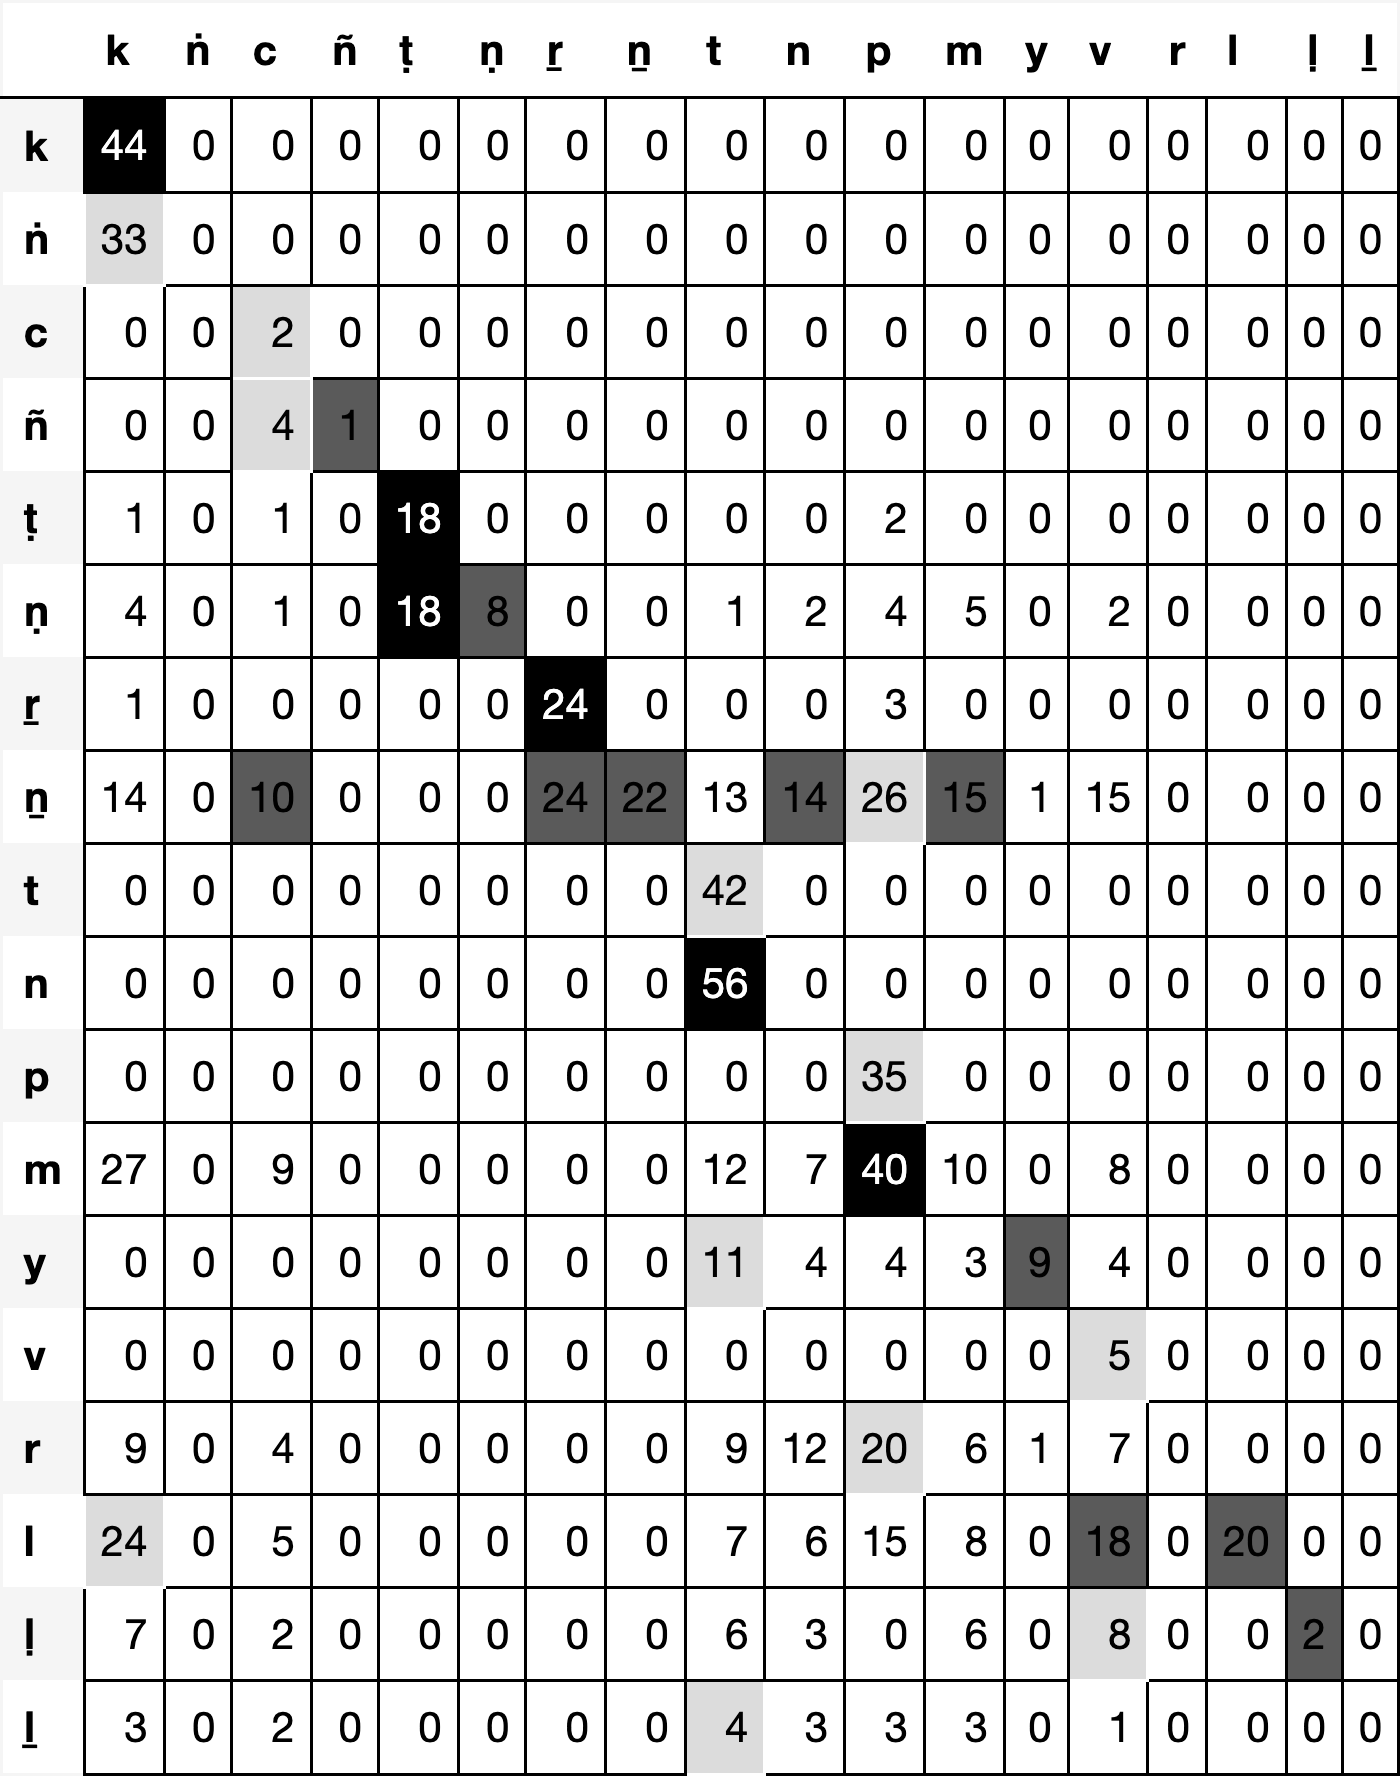 k ṅ c ñ ṭ ṇ ṟ ṉ t n p m y v r l ḷ ḻ
k 44 0 0 0 0 0 0 0 0 0 0 0 0 0 0 0 0 0
ṅ 33 0 0 0 0 0 0 0 0 0 0 0 0 0 0 0 0 0
c 0 0 2 0 0 0 0 0 0 0 0 0 0 0 0 0 0 0
ñ 0 0 4 1 0 0 0 0 0 0 0 0 0 0 0 0 0 0
ṭ 1 0 1 0 18 0 0 0 0 0 2 0 0 0 0 0 0 0
ṇ 4 0 1 0 18 8 0 0 1 2 4 5 0 2 0 0 0 0
ṟ 1 0 0 0 0 0 24 0 0 0 3 0 0 0 0 0 0 0
ṉ 14 0 10 0 0 0 24 22 13 14 26 15 1 15 0 0 0 0
t 0 0 0 0 0 0 0 0 42 0 0 0 0 0 0 0 0 0
n 0 0 0 0 0 0 0 0 56 0 0 0 0 0 0 0 0 0
p 0 0 0 0 0 0 0 0 0 0 35 0 0 0 0 0 0 0
m 27 0 9 0 0 0 0 0 12 7 40 10 0 8 0 0 0 0
y 0 0 0 0 0 0 0 0 11 4 4 3 9 4 0 0 0 0
v 0 0 0 0 0 0 0 0 0 0 0 0 0 5 0 0 0 0
r 9 0 4 0 0 0 0 0 9 12 20 6 1 7 0 0 0 0
l 24 0 5 0 0 0 0 0 7 6 15 8 0 18 0 20 0 0
ḷ 7 0 2 0 0 0 0 0 6 3 0 6 0 8 0 0 2 0
ḻ 3 0 2 0 0 0 0 0 4 3 3 3 0 1 0 0 0 0